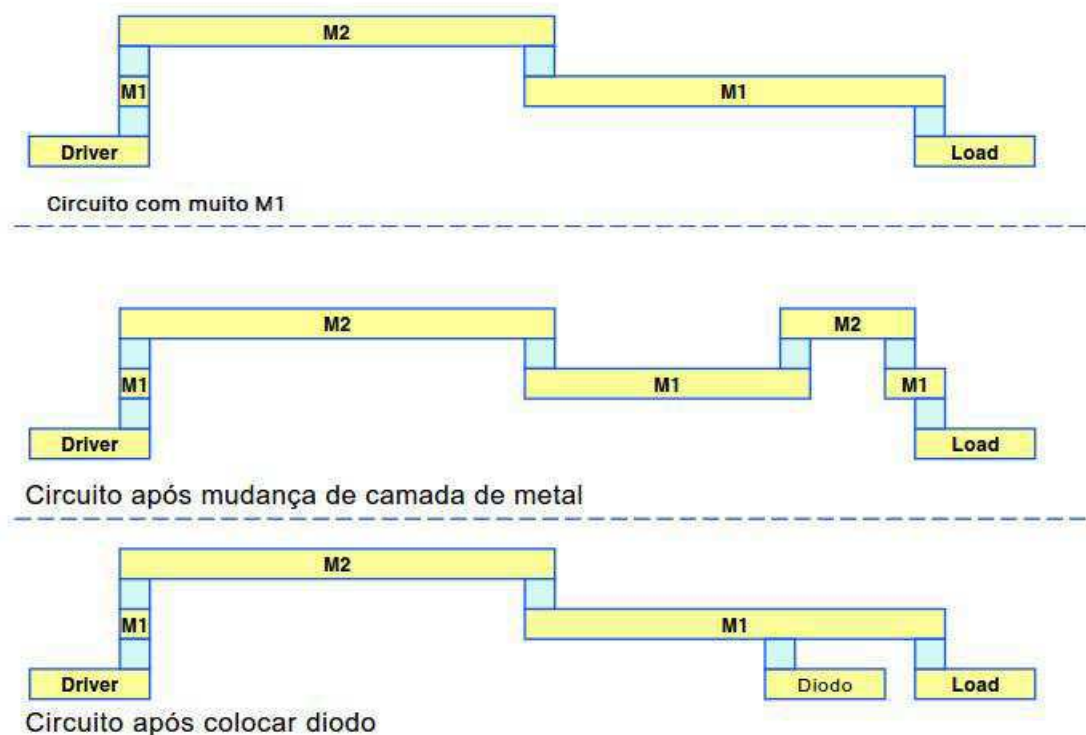 M2
M1
M1
Driver
Load
Circuito com muito M1
M2
M2
M1
M1
M1
Driver
Load
Circuito após mudança de camada de metal
M2
M1
M1
Driver
Diodo
Load
Circuito após colocar diodo